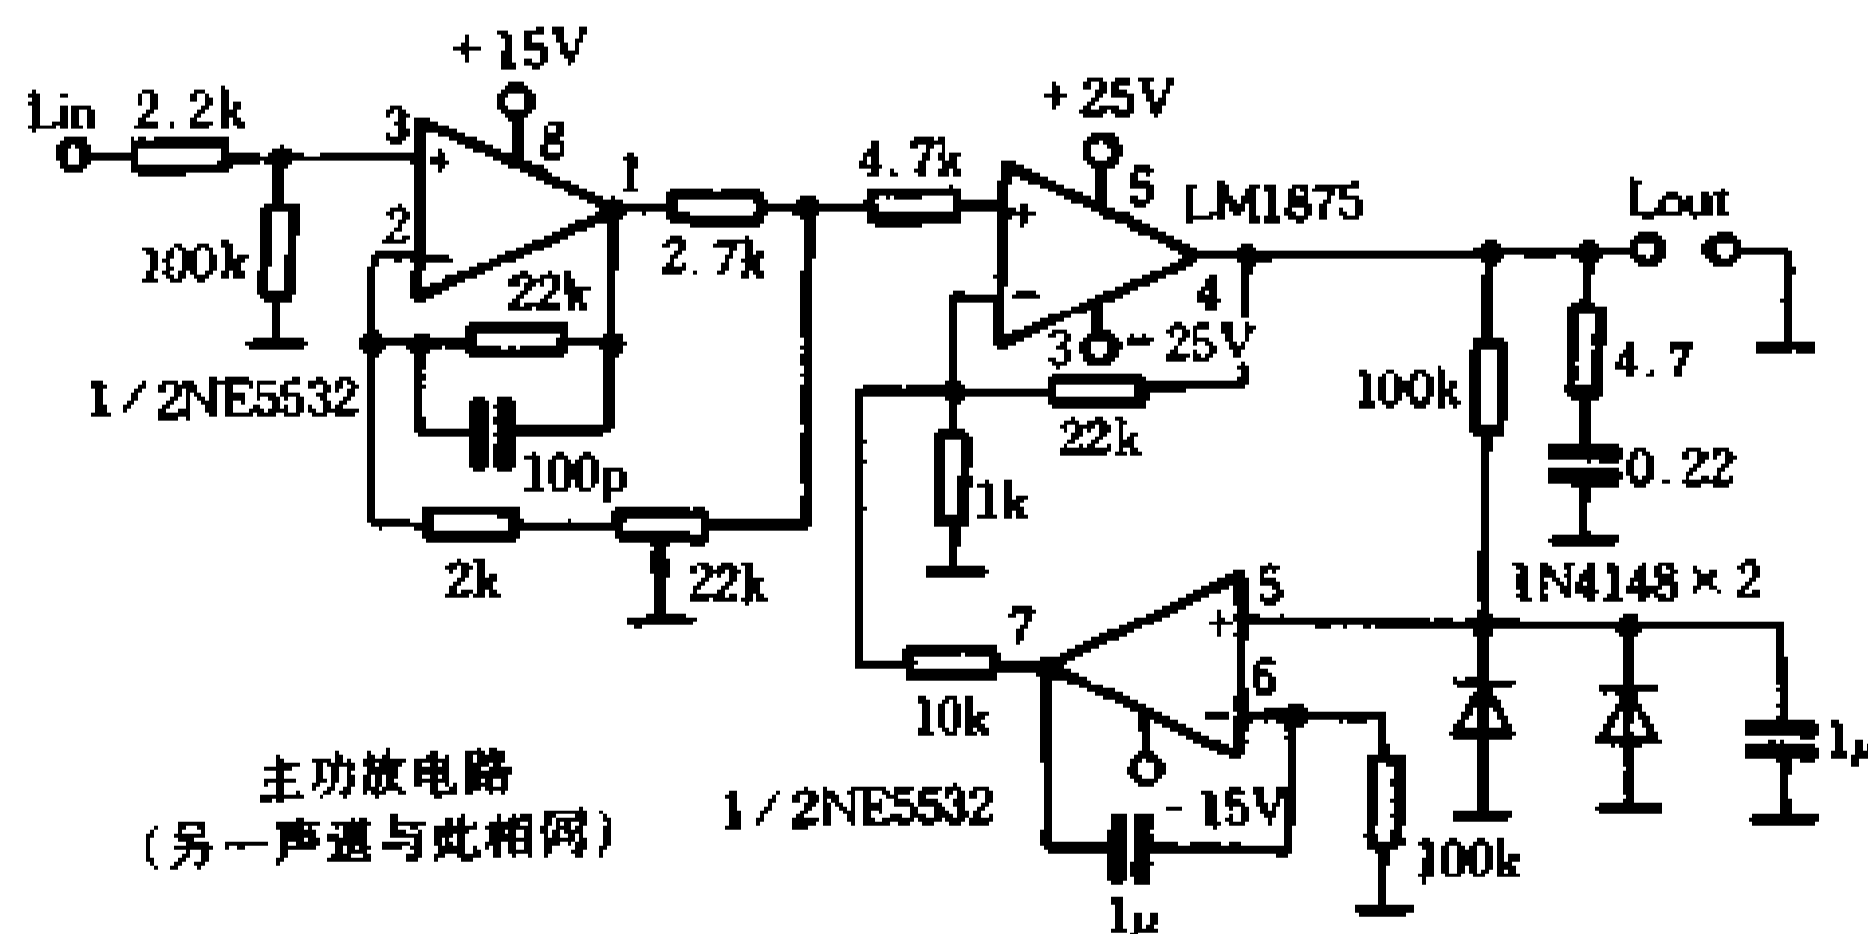 +15V
Lin
2.2k
3
8
+
1
2
-
100k
22k
2.7k
4.7k
1/2NE5532
100p
2k
22k
+25V
5
LM1875
+
-
4
3
-25V
22k
1k
Lout
100k
4.7
0.22
1N4148×2
5
+
7
6
-
10k
1/2NE5532
-15V
1μ
100k
1μ
主功放电路
(另一声道与此相同)